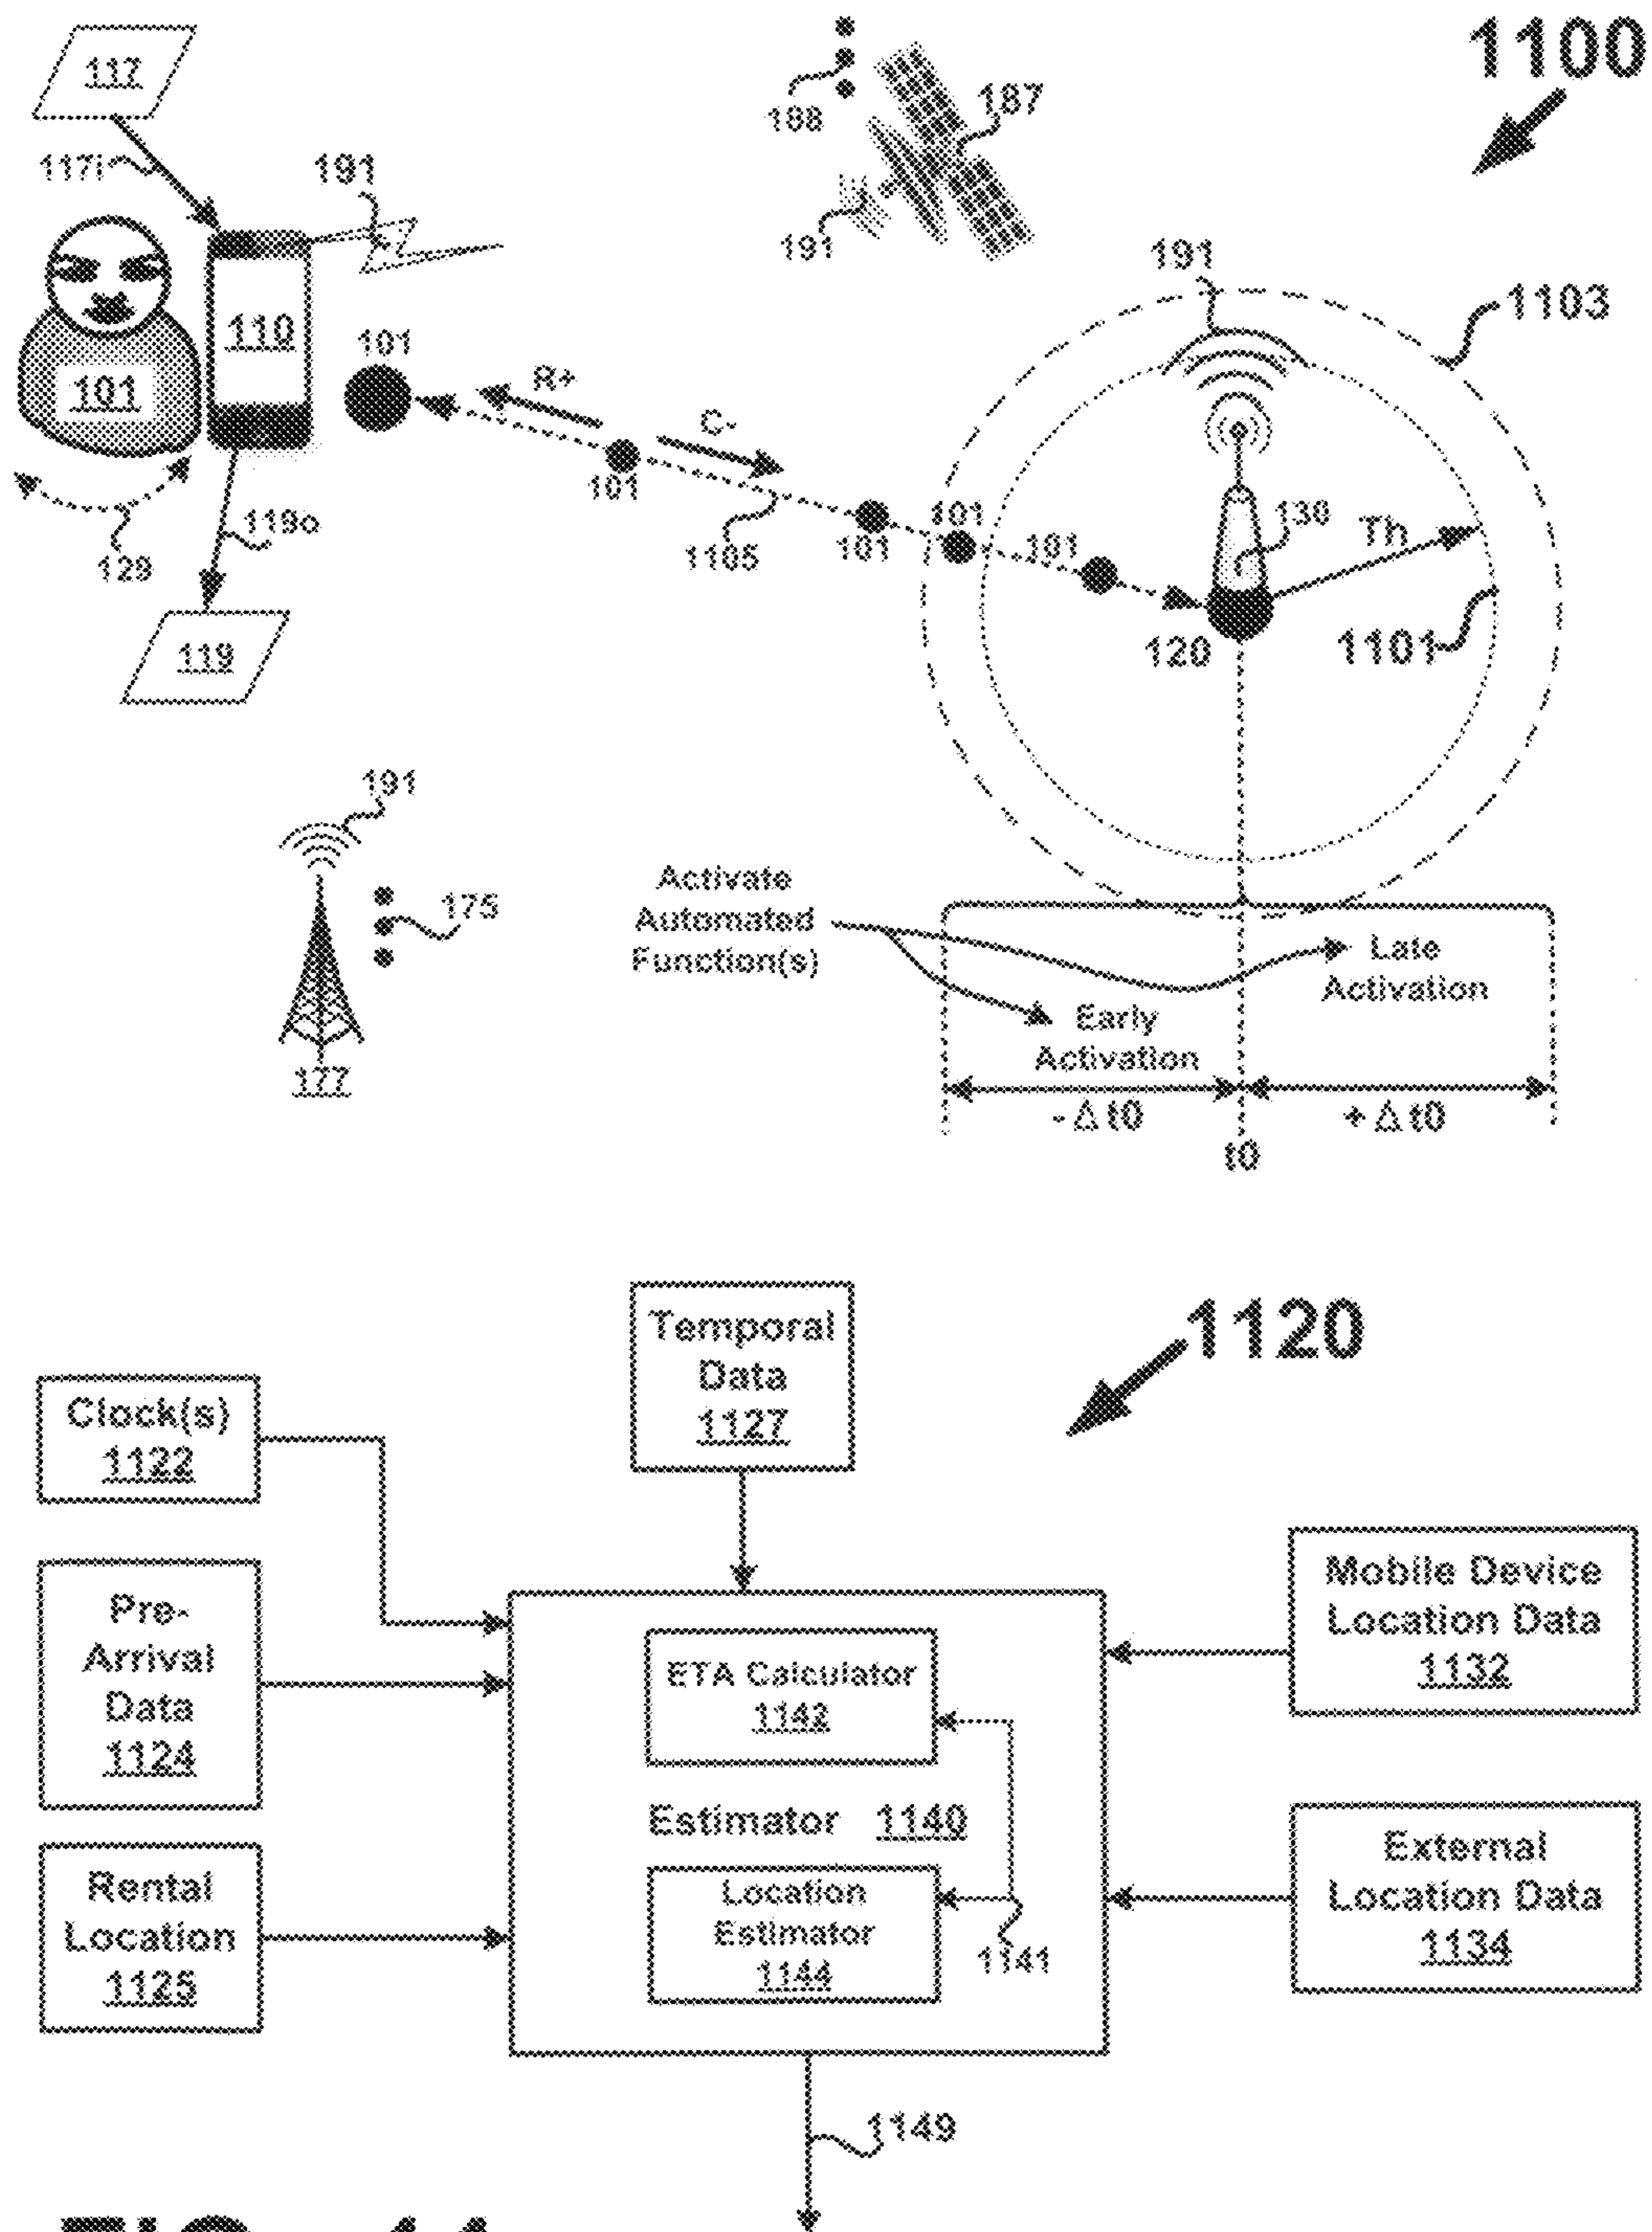 1100
117
188
187
117i
191
191
191
1103
110
101
101
R+
C-
101
1105
101
101
101
130
Th
129
119o
120
1101
119
191
175
177
Activate
Automated
Function(s)
Late
Activation
Early
Activation
-Δt0
+Δt0
t0
1120
Temporal
Data
1127
Clock(s)
1122
Pre-
Arrival
Data
1124
Rental
Location
1125
ETA Calculator
1142
Estimator 1140
Location
Estimator
1144
1141
Mobile Device
Location Data
1132
External
Location Data
1134
1149